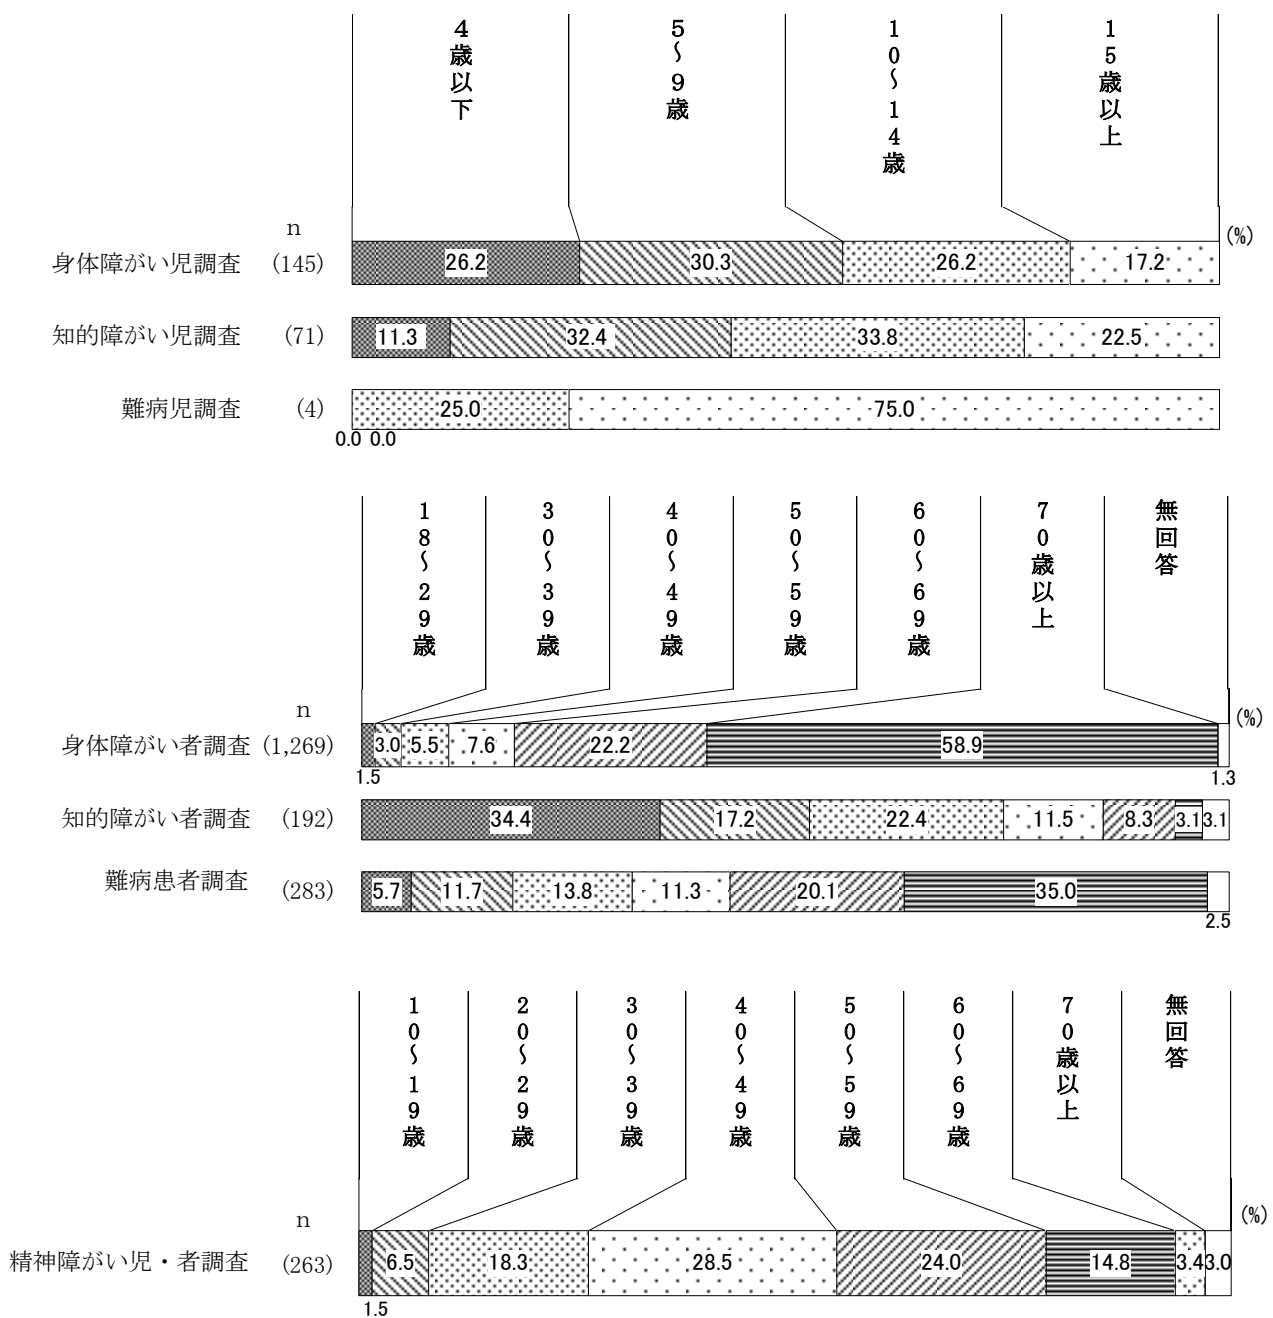 4歳以下
5〜9歳
10〜14歳
15歳以上
n
(%)
身体障がい児調査 (145) 26.2 30.3 26.2 17.2
知的障がい児調査 (71) 11.3 32.4 33.8 22.5
難病児調査 (4) 25.0 75.0
0.0 0.0
18〜29歳
30〜39歳
40〜49歳
50〜59歳
60〜69歳
70歳以上
無回答
n
(%)
身体障がい者調査 (1,269) 3.0 5.5 7.6 22.2 58.9
1.5 1.3
知的障がい者調査 (192) 34.4 17.2 22.4 11.5 8.3 3.1 3.1
難病患者調査 (283) 5.7 11.7 13.8 11.3 20.1 35.0
2.5
10〜19歳
20〜29歳
30〜39歳
40〜49歳
50〜59歳
60〜69歳
70歳以上
無回答
n
(%)
精神障がい児・者調査 (263) 6.5 18.3 28.5 24.0 14.8 3.4 3.0
1.5